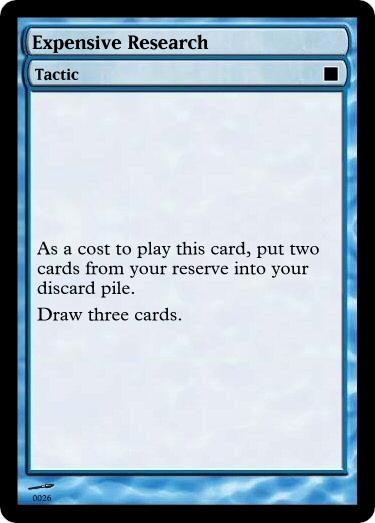 Expensive Research
Tactic
As a cost to play this card, put two
cards from your reserve into your
discard pile.
Draw three cards.
0026